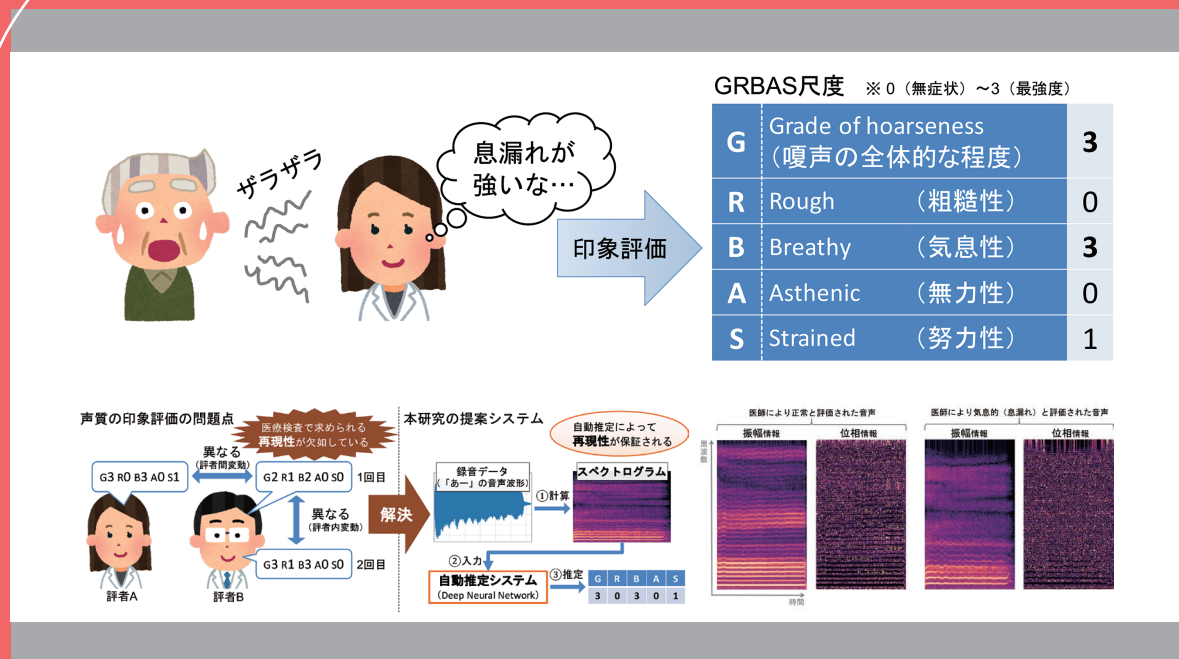 ザラザラ
息漏れが
強いな…
印象評価
GRBAS尺度 ※ 0（無症状）～3（最強度）
G Grade of hoarseness
（嗄声の全体的な程度） 3
R Rough （粗糙性） 0
B Breathy （気息性） 3
A Asthenic （無力性） 0
S Strained （努力性） 1
声質の印象評価の問題点
医療検査で求められる
再現性が欠如している
異なる
（評者間変動）
G3 R0 B3 A0 S1
G2 R1 B2 A0 S0 1回目
異なる
（評者内変動）
G3 R1 B3 A0 S0 2回目
評者A
評者B
解決
本研究の提案システム
自動推定によって
再現性が保証される
録音データ
（「あー」の音声波形）
①計算
スペクトログラム
②入力
自動推定システム
（Deep Neural Network）
③推定
G R B A S
3 0 3 0 1
医師により正常と評価された音声
振幅情報 位相情報
周波数
時間
医師により気息的（息漏れ）と評価された音声
振幅情報 位相情報